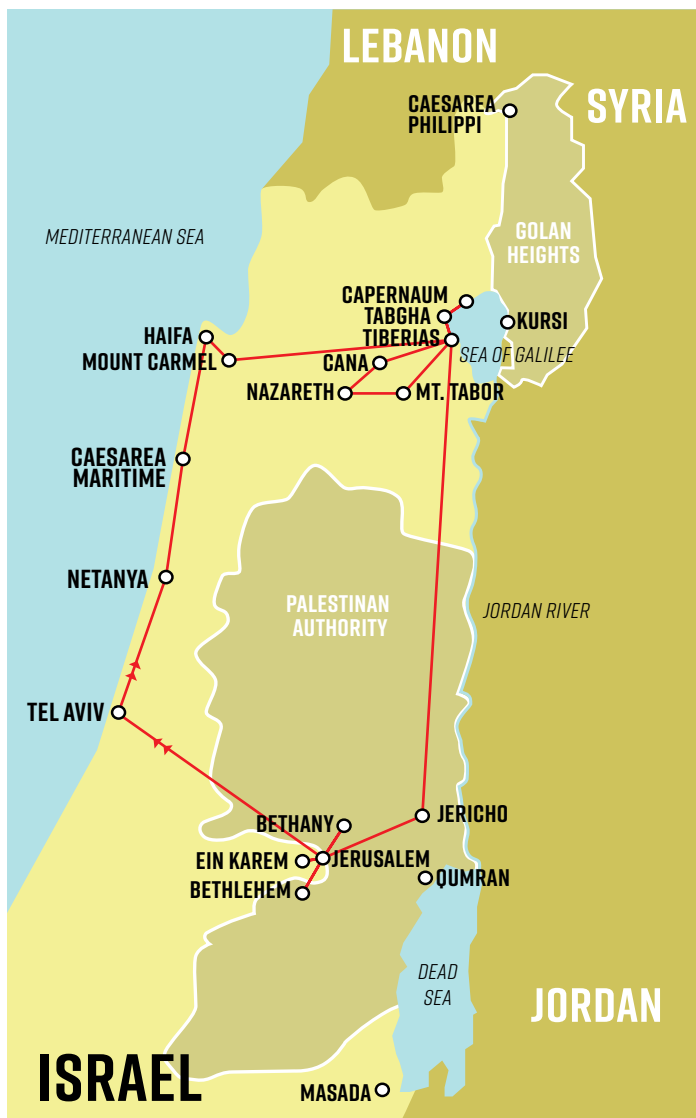 LEBANON
SYRIA
CAESAREA
PHILIPPI
MEDITERRANEAN SEA
GOLAN
HEIGHTS
CAPERNAUM
TABGHA
TIBERIAS
KURSI
HAIFA
SEA OF GALILEE
MOUNT CARMEL
CANA
NAZARETH
MT. TABOR
CAESAREA
MARITIME
NETANYA
PALESTINAN
AUTHORITY
JORDAN RIVER
TEL AVIV
JERICHO
BETHANY
EIN KAREM
JERUSALEM
BETHLEHEM
QUMRAN
DEAD
SEA
JORDAN
ISRAEL
MASADA